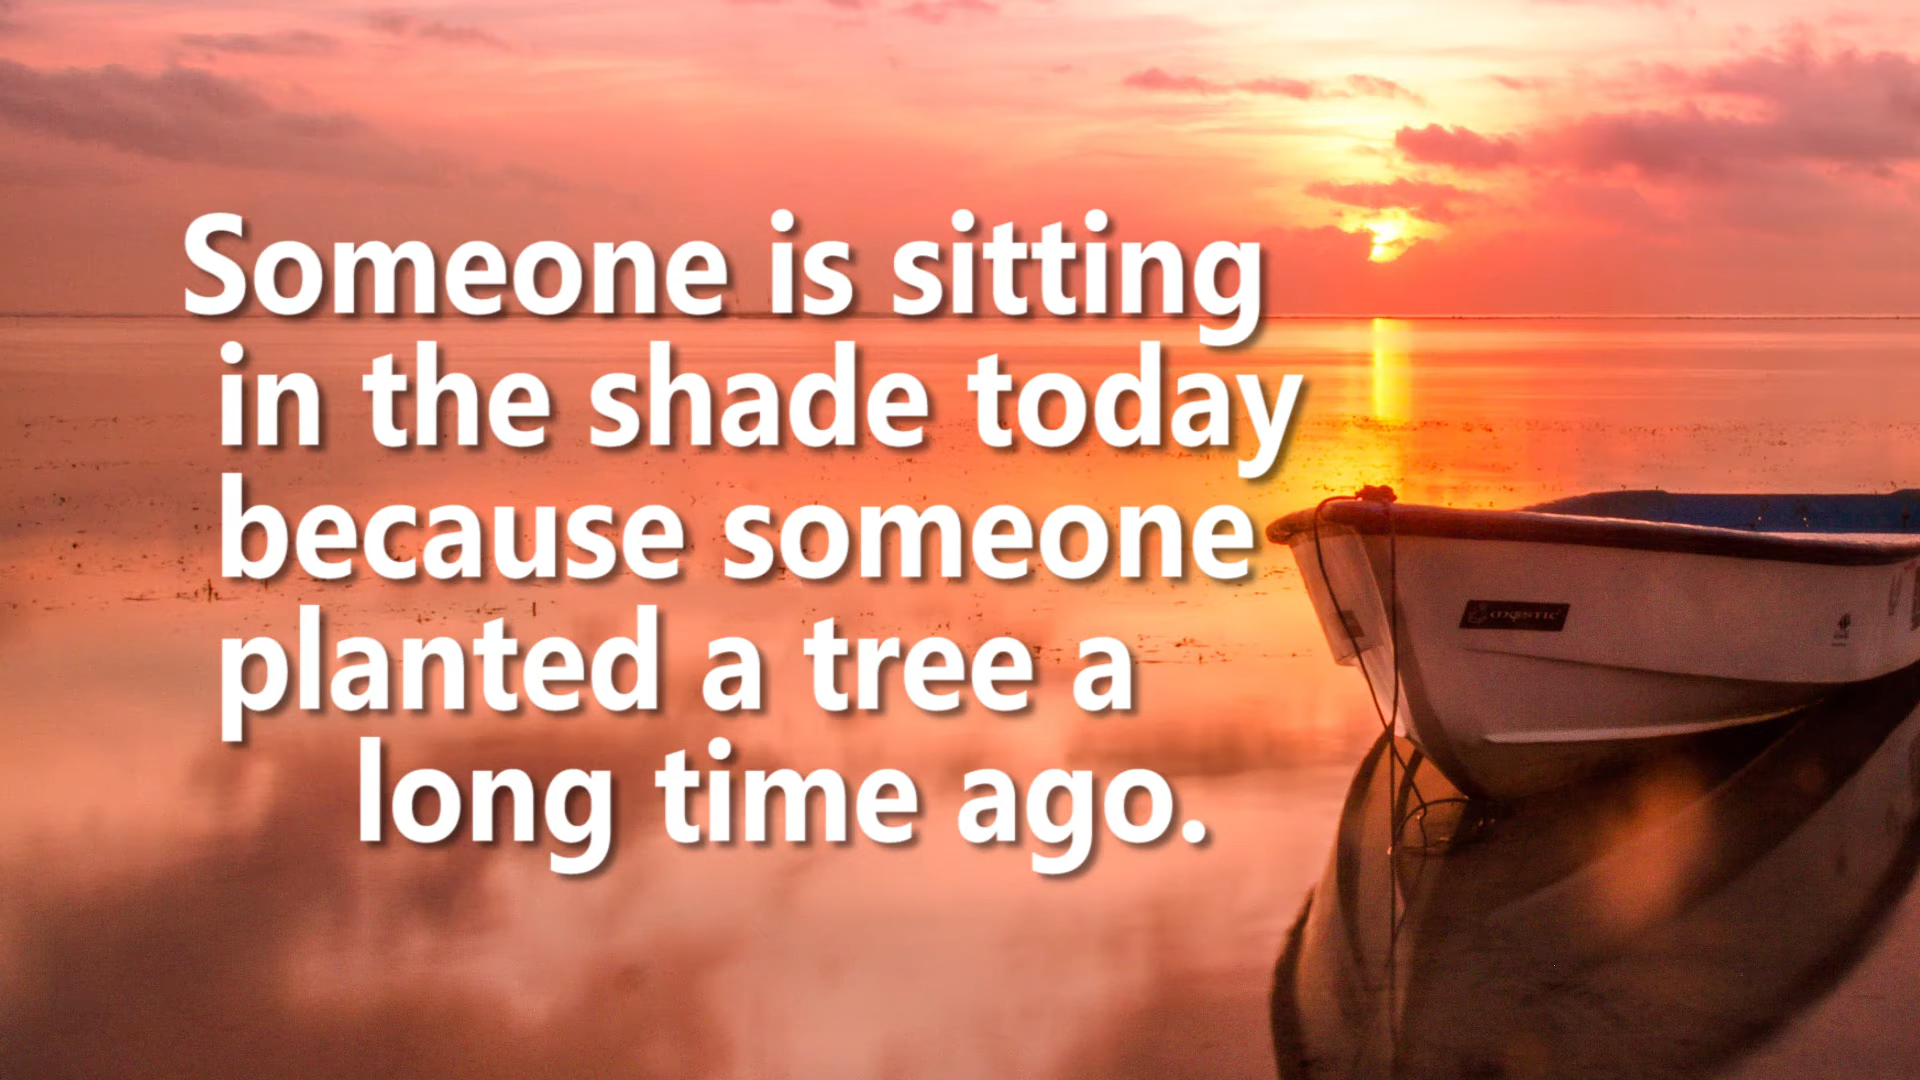 Someone is sitting
in the shade today
because someone
planted a tree a
long time ago.